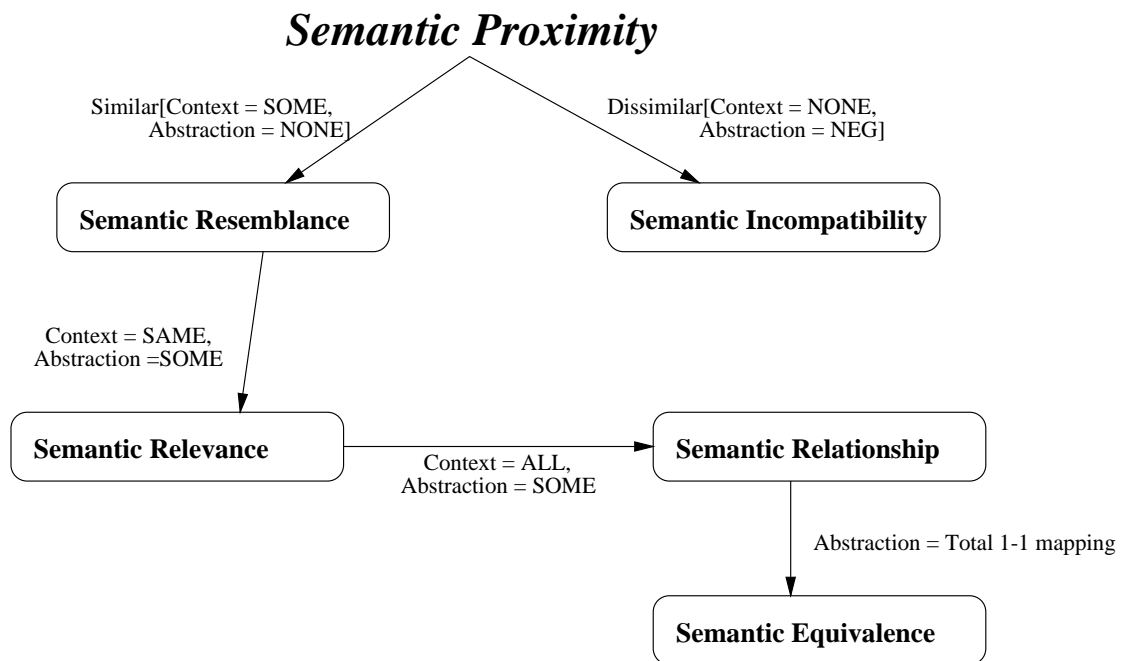 Semantic Proximity
Similar[Context = SOME,
Abstraction = NONE]
Dissimilar[Context = NONE,
Abstraction = NEG]
Semantic Resemblance
Semantic Incompatibility
Context = SAME,
Abstraction =SOME
Semantic Relevance
Context = ALL,
Abstraction = SOME
Semantic Relationship
Abstraction = Total 1-1 mapping
Semantic Equivalence